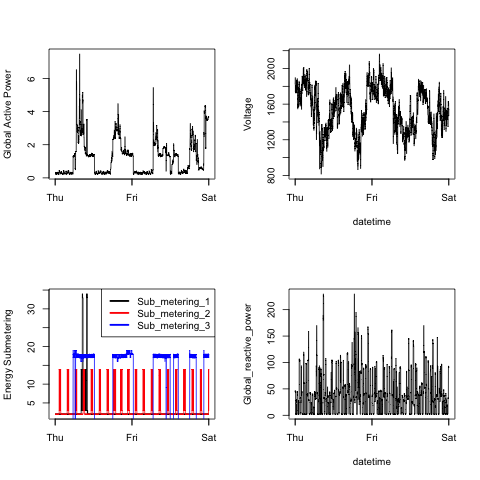 Global Active Power
6
4
2
0
Thu Fri Sat
Voltage
2000
1600
1200
800
Thu Fri Sat
datetime
Energy Submetering
30
20
10
5
Sub_metering_1
Sub_metering_2
Sub_metering_3
Thu Fri Sat
Global_reactive_power
200
150
100
50
0
Thu Fri Sat
datetime